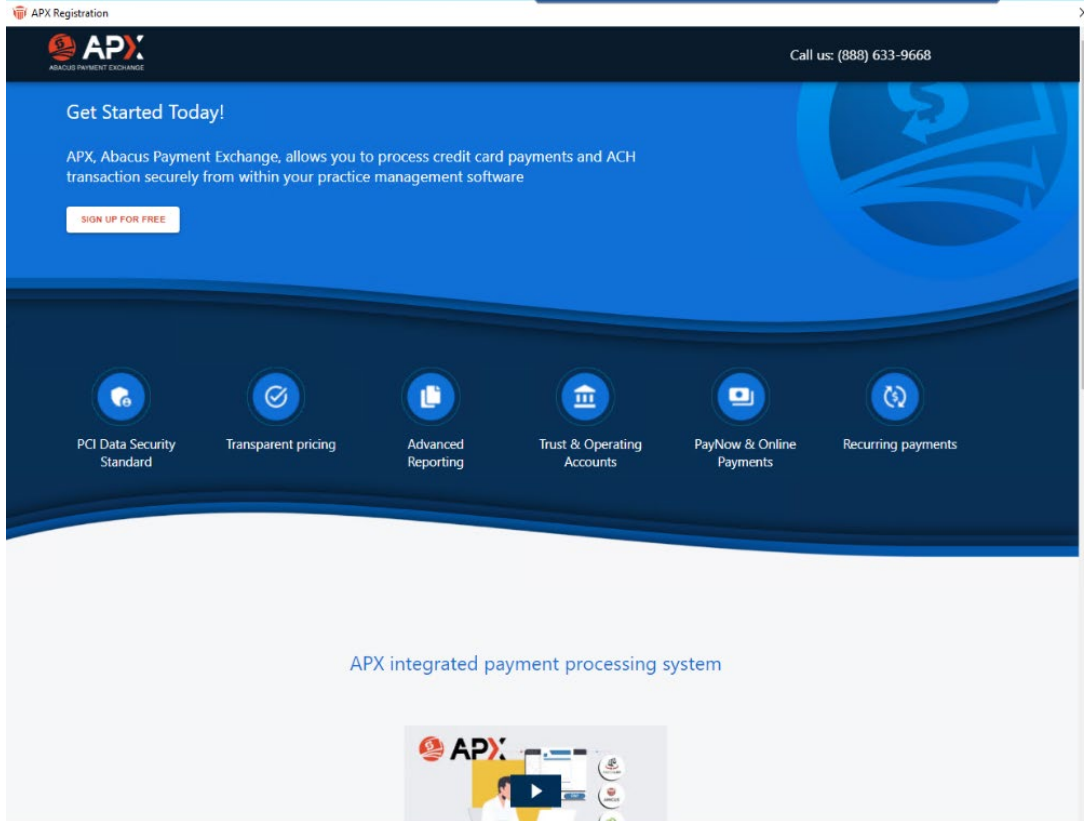 APX Registration
APX
ABACUS PAYMENT EXCHANGE
Call us: (888) 633-9668
Get Started Today!
APX, Abacus Payment Exchange, allows you to process credit card payments and ACH
transaction securely from within your practice management software
SIGN UP FOR FREE
PCI Data Security
Standard
Transparent pricing
Advanced
Reporting
Trust & Operating
Accounts
PayNow & Online
Payments
Recurring payments
APX integrated payment processing system
APX